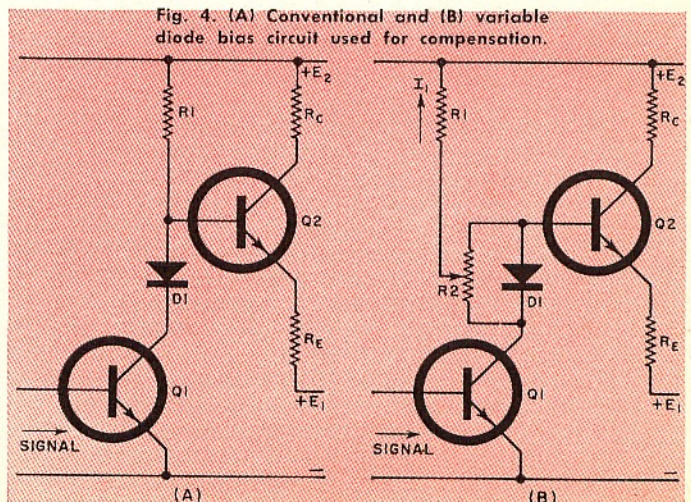 Fig. 4. (A) Conventional and (B) variable
diode bias circuit used for compensation.
+E2
R1
RC
Q2
D1
RE
Q1
+E1
SIGNAL
(A)
+E2
I1
R1
RC
Q2
R2
D1
RE
Q1
+E1
SIGNAL
–
(B)